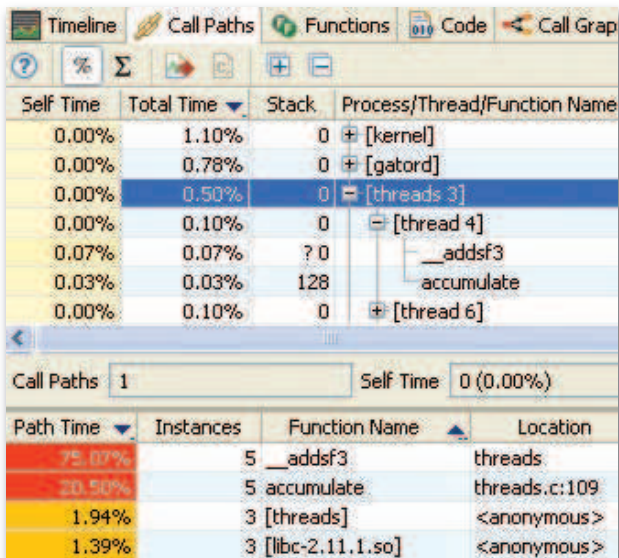 Timeline Call Paths Functions Code Call Grap
? % Σ
Self Time Total Time Stack Process/Thread/Function Name
0.00% 1.10% 0 [kernel]
0.00% 0.78% 0 [gatord]
0.00% 0.50% 0 [threads 3]
0.00% 0.10% 0 [thread 4]
0.07% 0.07% ? 0 __addsf3
0.03% 0.03% 128 accumulate
0.00% 0.10% 0 [thread 6]
Call Paths 1 Self Time 0 (0.00%)
Path Time Instances Function Name Location
75.07% 5 __addsf3 threads
20.50% 5 accumulate threads.c:109
1.94% 3 [threads] <anonymous>
1.39% 3 [libc-2.11.1.so] <anonymous>